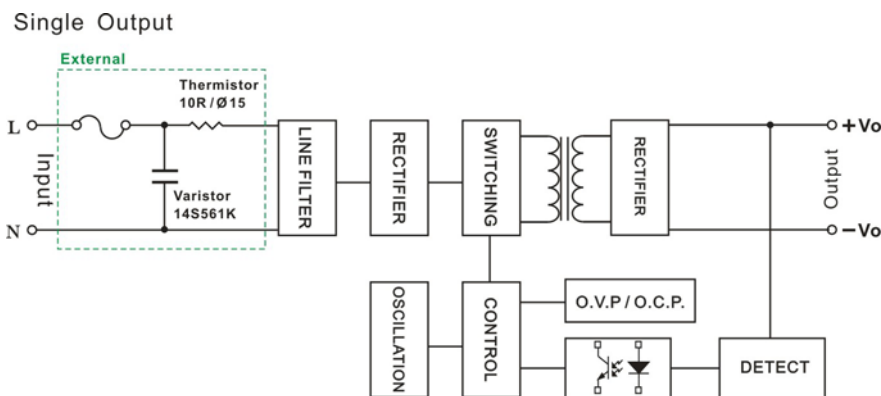 Single Output
External
Thermistor
10R/Ø15
L
Input
N
Varistor
14S561K
LINE FILTER
RECTIFIER
SWITCHING
RECTIFIER
+Vo
Output
−Vo
OSCILLATION
CONTROL
O.V.P/O.C.P.
DETECT